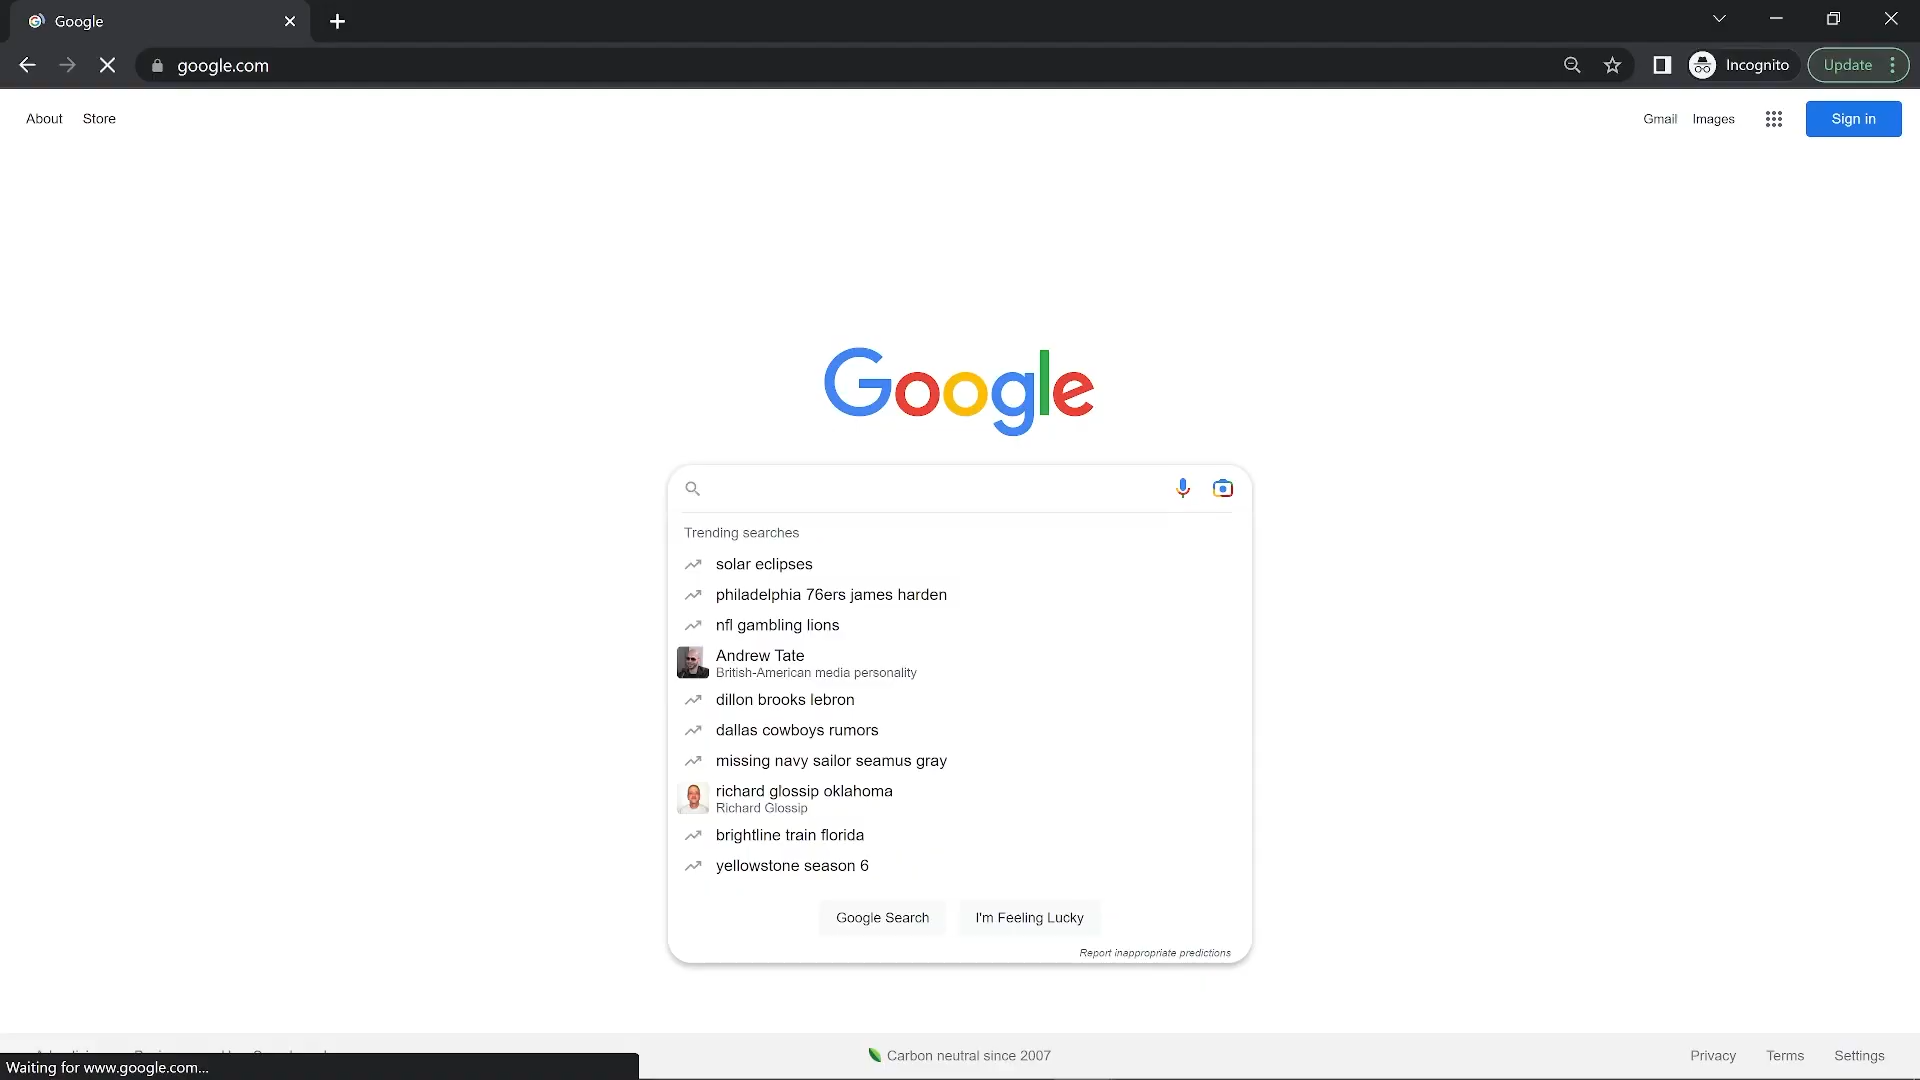 Google
google.com
Incognito
Update
About
Store
Gmail
Images
Sign in
Google
Trending searches
solar eclipses
philadelphia 76ers james harden
nfl gambling lions
Andrew Tate
British-American media personality
dillon brooks lebron
dallas cowboys rumors
missing navy sailor seamus gray
richard glossip oklahoma
Richard Glossip
brightline train florida
yellowstone season 6
Google Search
I'm Feeling Lucky
Report inappropriate predictions
Carbon neutral since 2007
Privacy
Terms
Settings
Waiting for www.google.com...